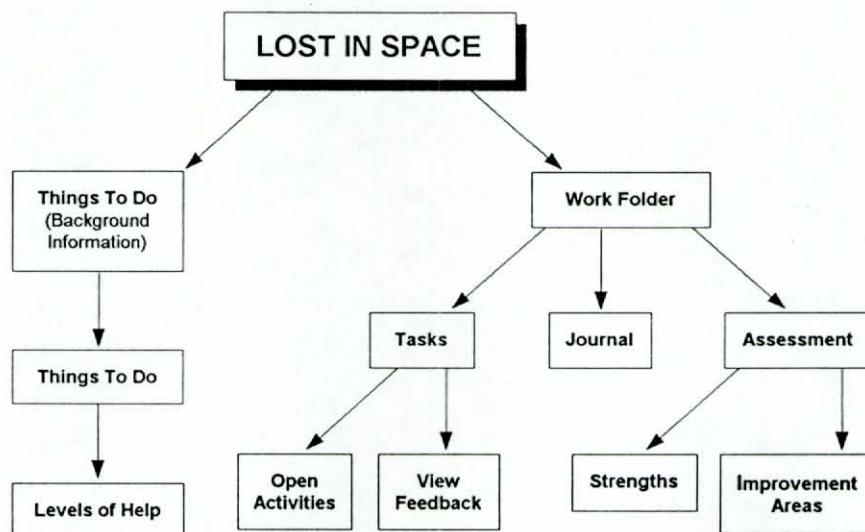 LOST IN SPACE
Things To Do
(Background
Information)
Work Folder
Tasks
Journal
Assessment
Things To Do
Open
Activities
View
Feedback
Strengths
Improvement
Areas
Levels of Help